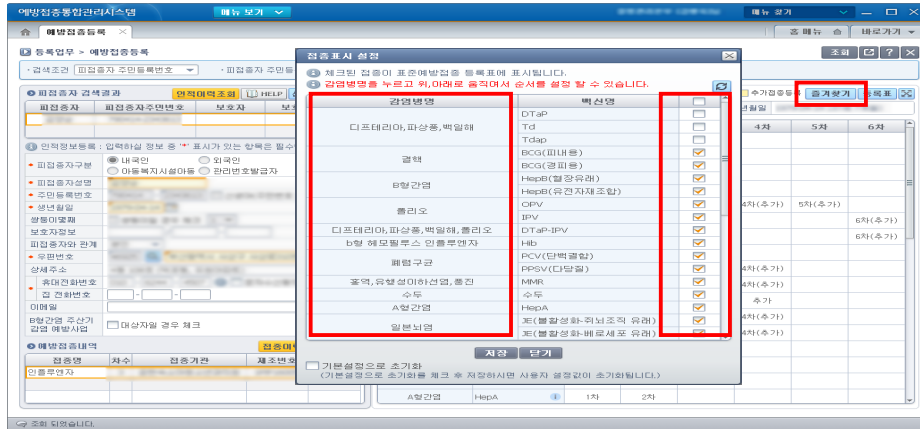 예방접종통합관리시스템
메뉴 보기
메뉴 찾기
예방접종등록
홈메뉴
바로가기
등록업무 > 예방접종등록
조회
검색조건 피접종자 주민등록번호
피접종자 주민등
피접종자 검색결과
인적이력조회
HELP
추가접종등록
즐겨찾기
등록표
피접종자 피접종자주민번호 보호자 보호
인적정보등록 : 입력하실 정보 중 '*' 표시가 있는 항목은 필수
피접종자구분
내국인 외국인
아동복지시설아동 관리번호발급자
피접종자성명
주민등록번호
생년월일
쌍둥이몇째
보호자정보
피접종자와 관계
우편번호
상세주소
휴대전화번호
집 전화번호
이메일
B형간염 주산기
감염 예방사업
대상자일 경우 체크
예방접종내역
접종명 차수 접종기관 제조번호
인플루엔자
접종표시 설정
체크된 접종이 표준예방접종 등록표에 표시됩니다.
감염병명을 누르고 위,아래로 움직여서 순서를 설정 할 수 있습니다.
감염병명 백신명
디프테리아,파상풍,백일해
DTaP
Td
Tdap
결핵
BCG(피내용)
BCG(경피용)
B형간염
HepB(혈장유래)
HepB(유전자재조합)
폴리오
OPV
IPV
디프테리아,파상풍,백일해,폴리오 DTaP-IPV
b형 헤모필루스 인플루엔자 Hib
폐렴구균
PCV(단백결합)
PPSV(다당질)
홍역,유행성이하선염,풍진 MMR
수두 수두
A형간염 HepA
일본뇌염
JE(불활성화-쥐뇌조직 유래)
JE(불활성화-베로세포 유래)
저장 닫기
기본설정으로 초기화
(기본설정으로 초기화를 체크 후 저장하시면 사용자 설정값이 초기화됩니다.)
년월일
4차 5차 6차
4차(추가) 5차(추가)
6차(추가)
6차(추가)
4차(추가)
4차(추가)
추가
4차(추가)
4차(추가)
A형간염 HepA 1차 2차
조회 되었습니다.